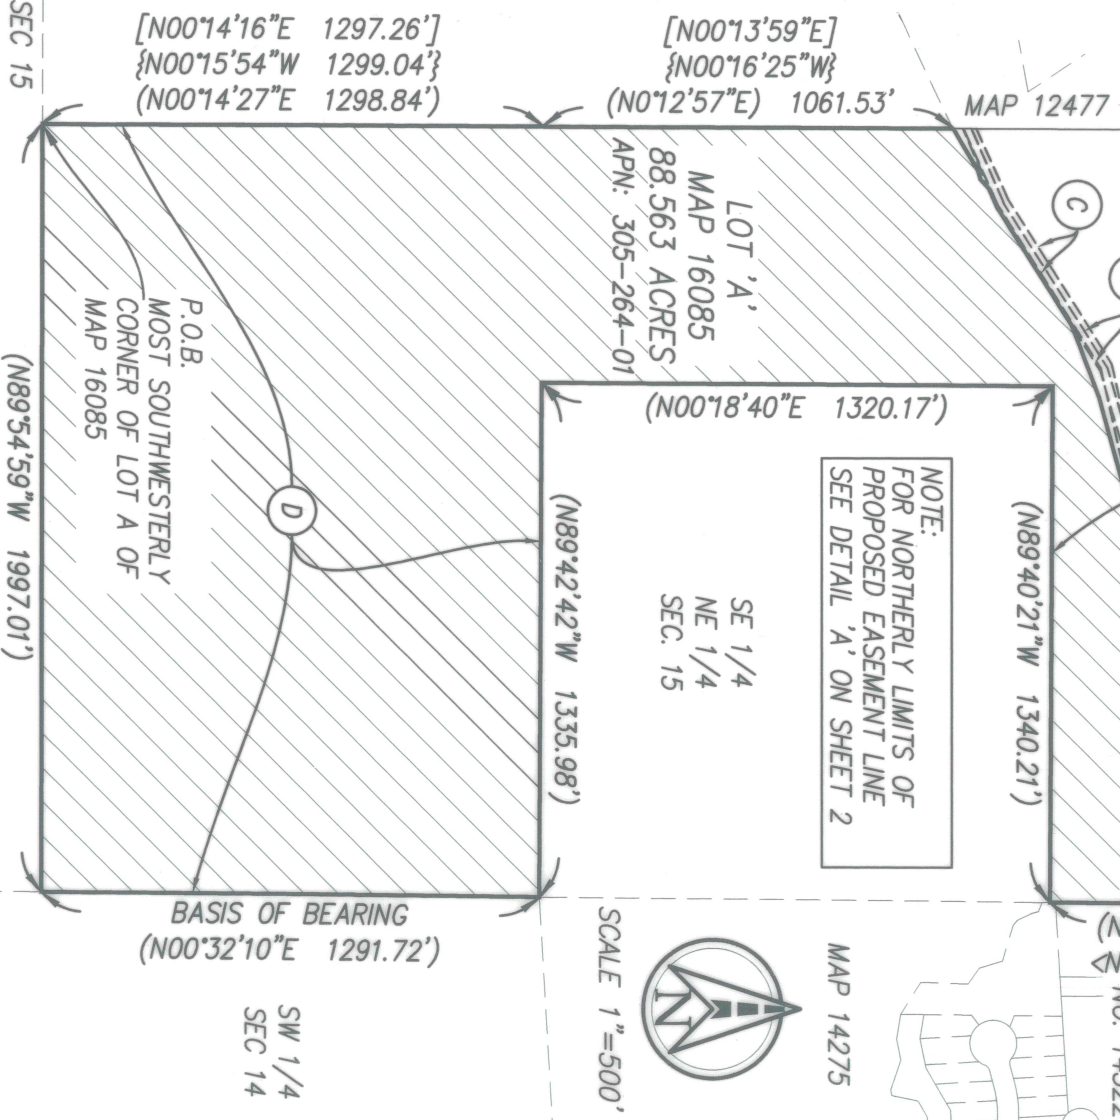 SEC 15
[N00°14'16"E 1297.26']
{N00°15'54"W 1299.04'}
(N00°14'27"E 1298.84')
[N00°13'59"E]
{N00°16'25"W}
(N0°12'57"E) 1061.53'
MAP 12477
C
LOT 'A'
MAP 16085
88.563 ACRES
APN: 305-264-01
P.O.B.
MOST SOUTHWESTERLY
CORNER OF LOT A OF
MAP 16085
(N89°54'59"W 1997.01')
D
(N00°18'40"E 1320.17')
(N89°42'42"W 1335.98')
NOTE:
FOR NORTHERLY LIMITS OF
PROPOSED EASEMENT LINE
SEE DETAIL 'A' ON SHEET 2
(N89°40'21"W 1340.21')
SE 1/4
NE 1/4
SEC. 15
BASIS OF BEARING
(N00°32'10"E 1291.72')
SW 1/4
SEC 14
SCALE 1"=500'
N
MAP 14275